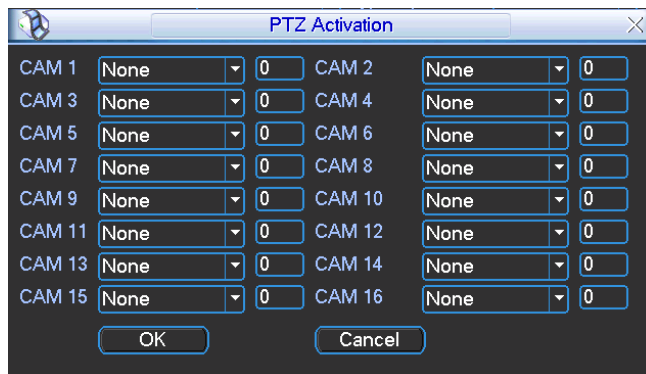 PTZ Activation
CAM 1 None 0 CAM 2 None 0
CAM 3 None 0 CAM 4 None 0
CAM 5 None 0 CAM 6 None 0
CAM 7 None 0 CAM 8 None 0
CAM 9 None 0 CAM 10 None 0
CAM 11 None 0 CAM 12 None 0
CAM 13 None 0 CAM 14 None 0
CAM 15 None 0 CAM 16 None 0
OK Cancel